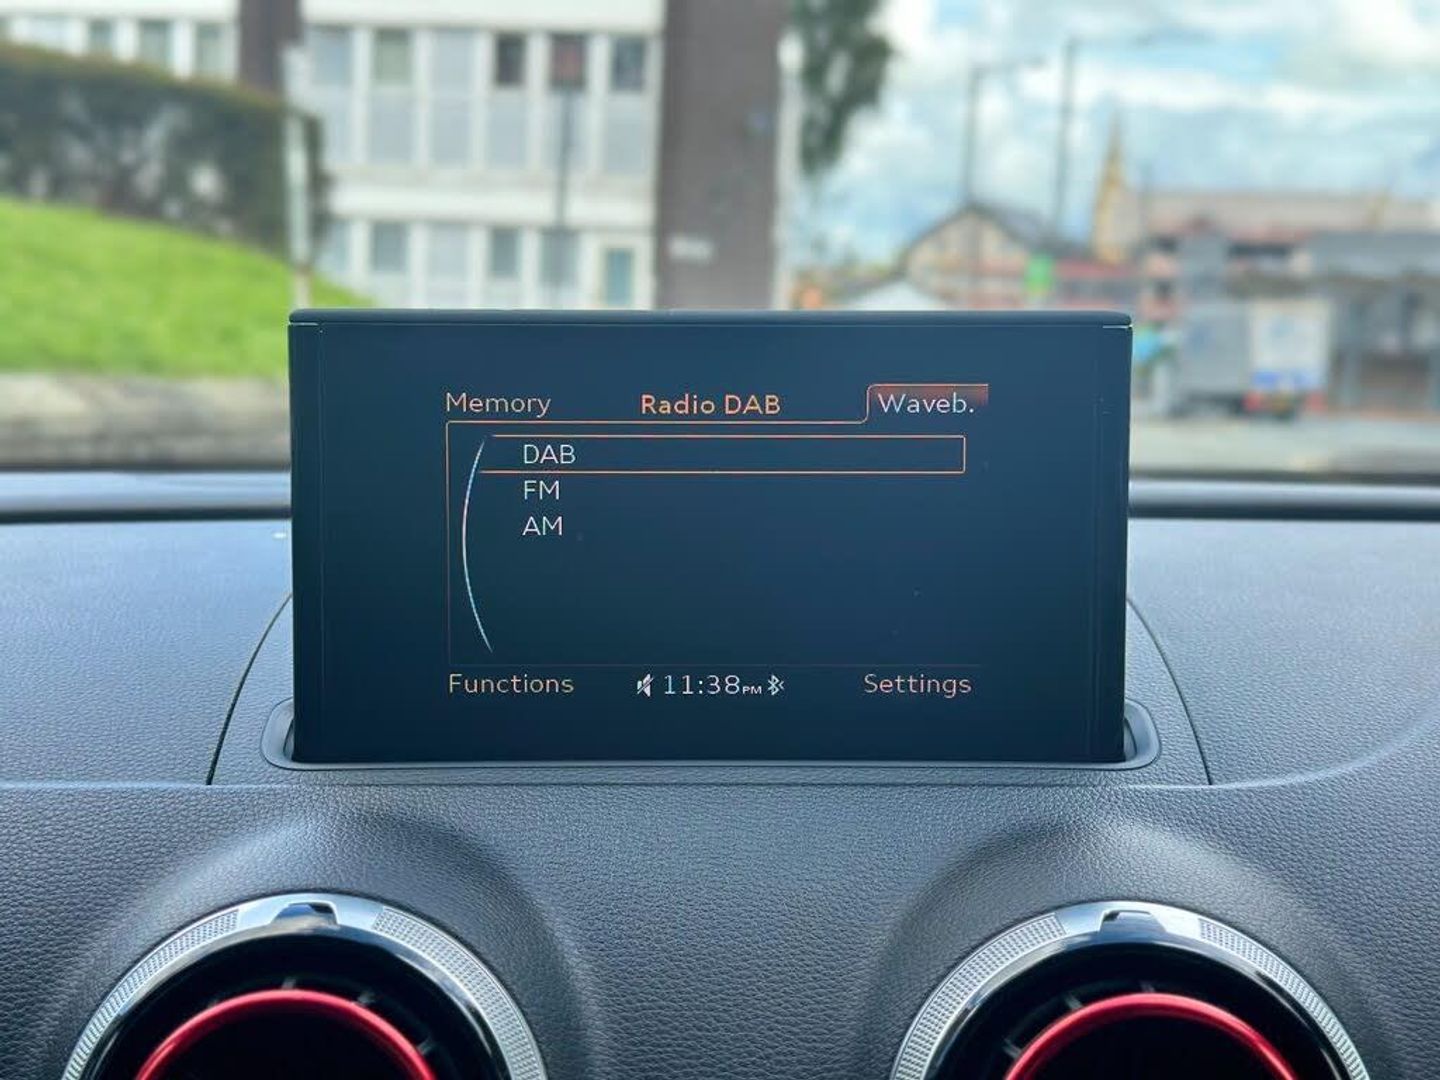 Memory Radio DAB Waveb.
DAB
FM
AM
Functions 11:38PM Settings